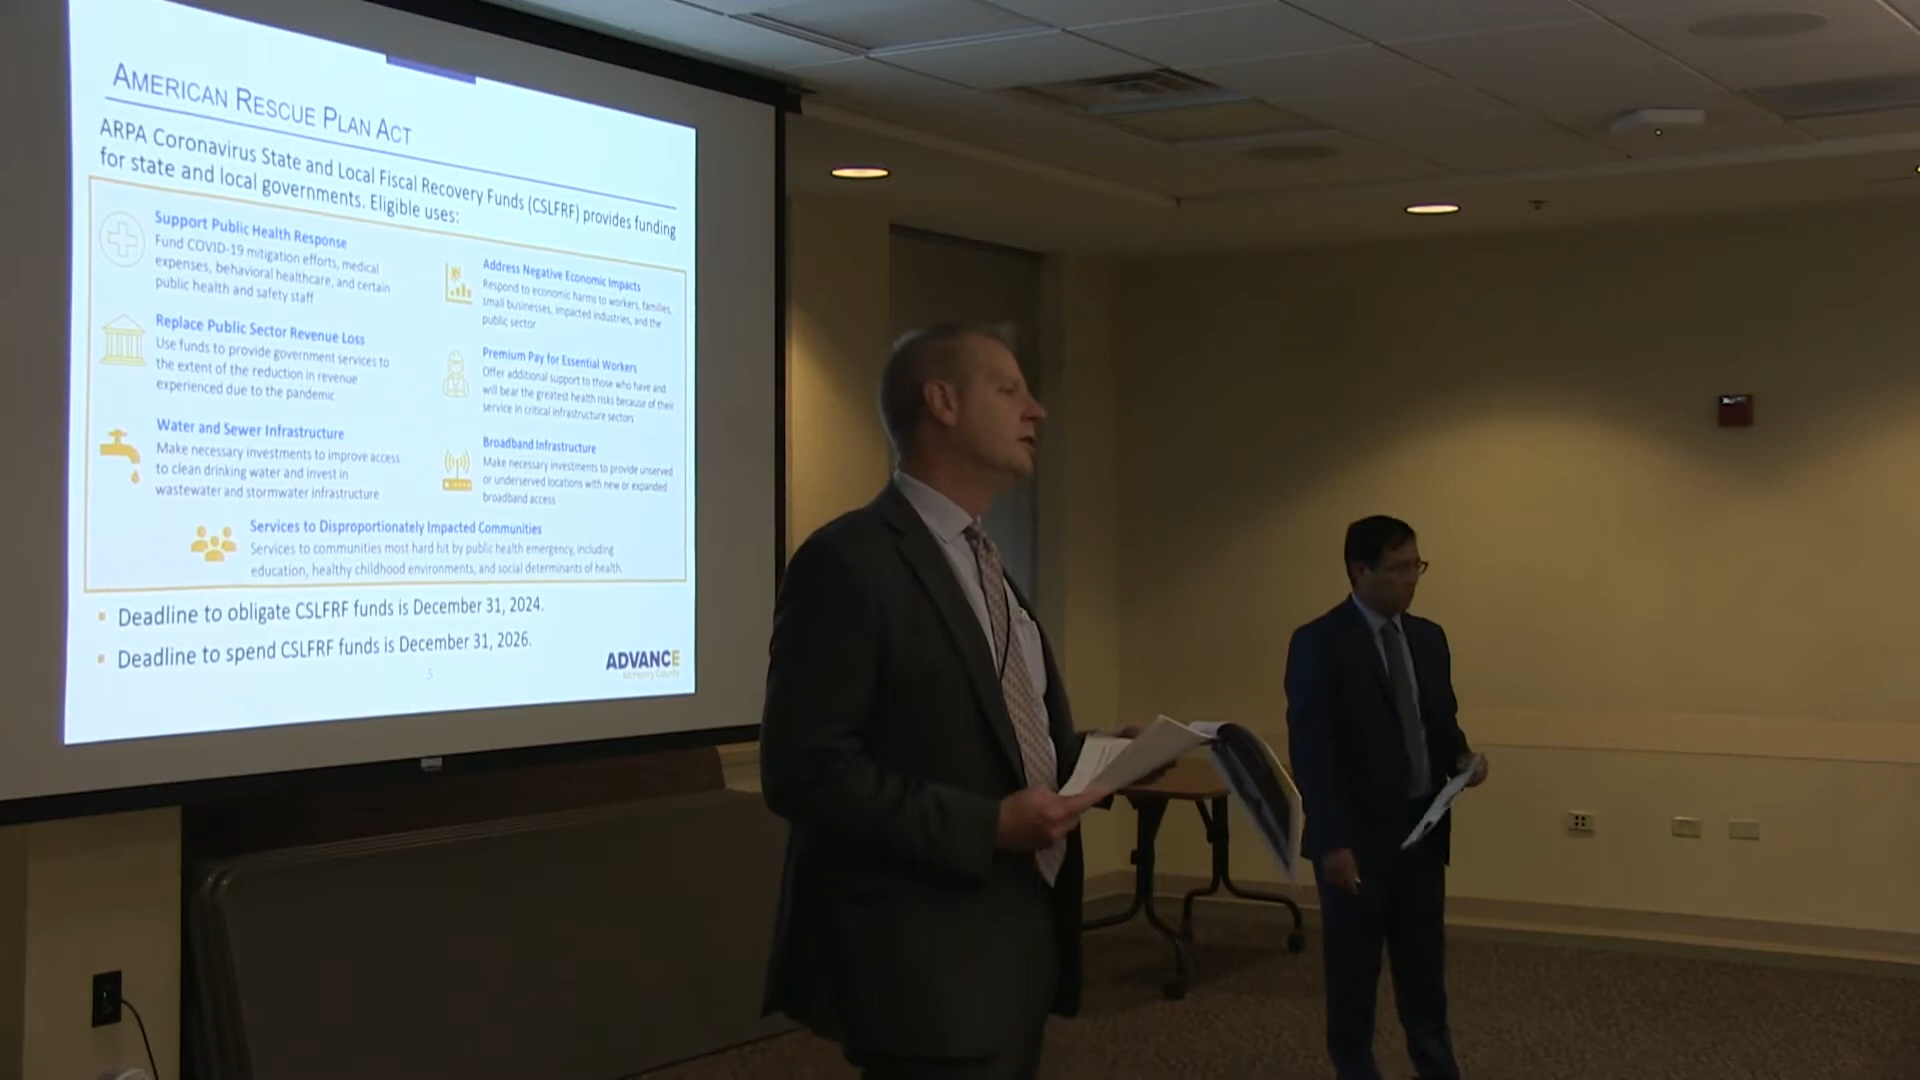 AMERICAN RESCUE PLAN ACT
ARPA Coronavirus State and Local Fiscal Recovery Funds (CSLFRF) provides funding
for state and local governments. Eligible uses:
Support Public Health Response
Fund COVID-19 mitigation efforts, medical
expenses, behavioral healthcare, and certain
public health and safety staff
Address Negative Economic Impacts
Respond to economic harms to workers, families,
small businesses, impacted industries, and the
public sector
Replace Public Sector Revenue Loss
Use funds to provide government services to
the extent of the reduction in revenue
experienced due to the pandemic
Premium Pay for Essential Workers
Offer additional support to those who have and
will bear the greatest health risks because of their
service in critical infrastructure sectors
Water and Sewer Infrastructure
Make necessary investments to improve access
to clean drinking water and invest in
wastewater and stormwater infrastructure
Broadband Infrastructure
Make necessary investments to provide unserved
or underserved locations with new or expanded
broadband access
Services to Disproportionately Impacted Communities
Services to communities most hard hit by public health emergency, including
education, healthy childhood environments, and social determinants of health.
▪ Deadline to obligate CSLFRF funds is December 31, 2024.
▪ Deadline to spend CSLFRF funds is December 31, 2026.
5
ADVANCE
McHenry County